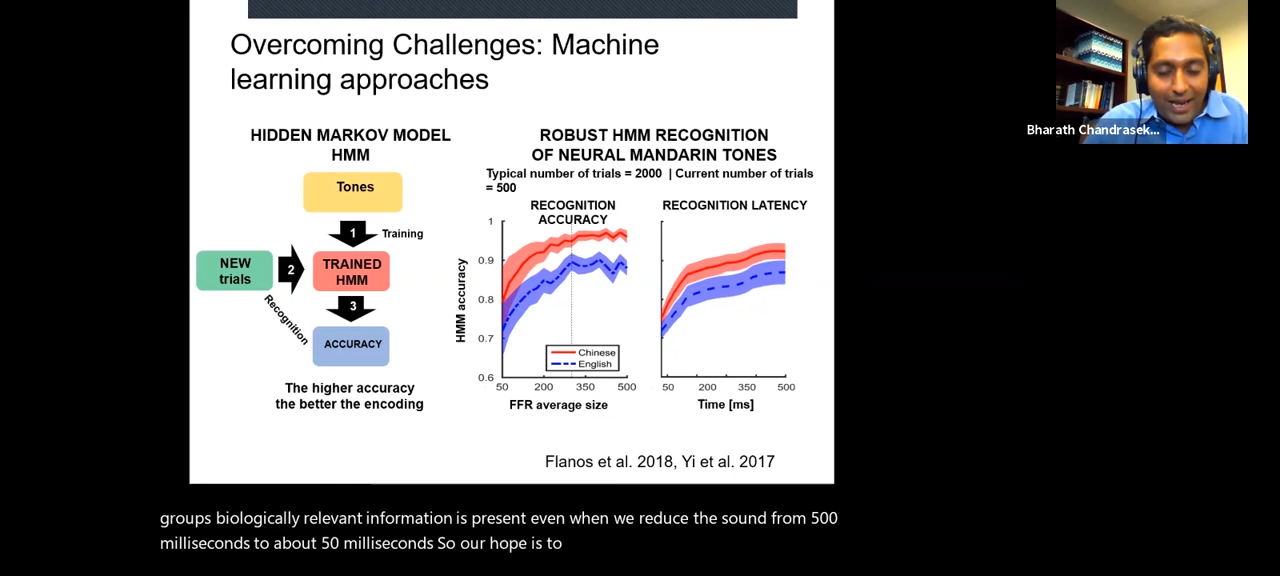 Overcoming Challenges: Machine
learning approaches
HIDDEN MARKOV MODEL
HMM
Tones
1
Training
NEW
trials
2
TRAINED
HMM
Recognition
3
ACCURACY
The higher accuracy
the better the encoding
ROBUST HMM RECOGNITION
OF NEURAL MANDARIN TONES
Typical number of trials = 2000 | Current number of trials
= 500
RECOGNITION
ACCURACY
HMM accuracy
1
0.9
0.8
0.7
0.6
Chinese
English
50 200 350 500
FFR average size
RECOGNITION LATENCY
50 200 350 500
Time [ms]
Flanos et al. 2018, Yi et al. 2017
Bharath Chandrasek...
groups biologically relevant information is present even when we reduce the sound from 500
milliseconds to about 50 milliseconds So our hope is to